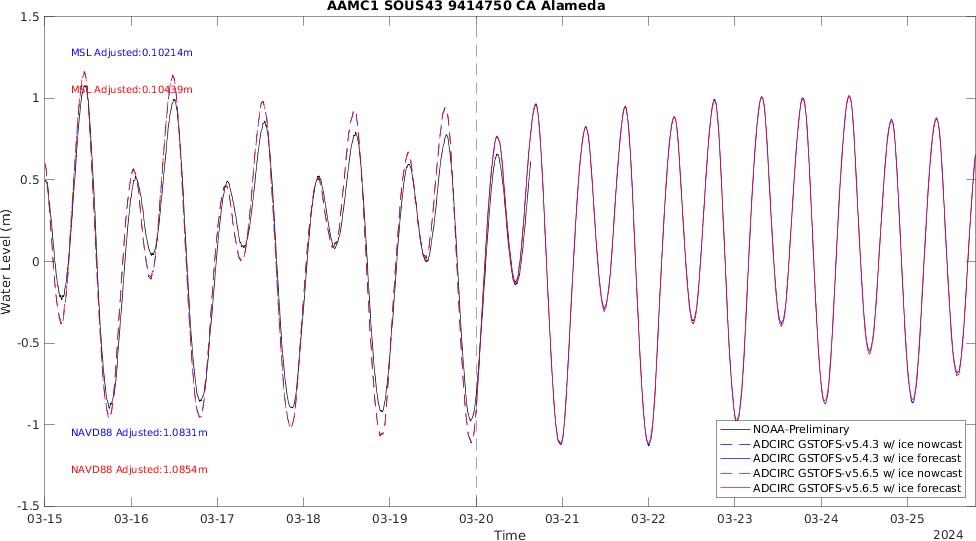 AAMC1 SOUS43 9414750 CA Alameda
1.5
1
0.5
0
-0.5
-1
-1.5
Water Level (m)
MSL Adjusted:0.10214m
MSL Adjusted:0.10439m
NAVD88 Adjusted:1.0831m
NAVD88 Adjusted:1.0854m
NOAA-Preliminary
ADCIRC GSTOFS-v5.4.3 w/ ice nowcast
ADCIRC GSTOFS-v5.4.3 w/ ice forecast
ADCIRC GSTOFS-v5.6.5 w/ ice nowcast
ADCIRC GSTOFS-v5.6.5 w/ ice forecast
03-15 03-16 03-17 03-18 03-19 03-20 03-21 03-22 03-23 03-24 03-25
Time
2024